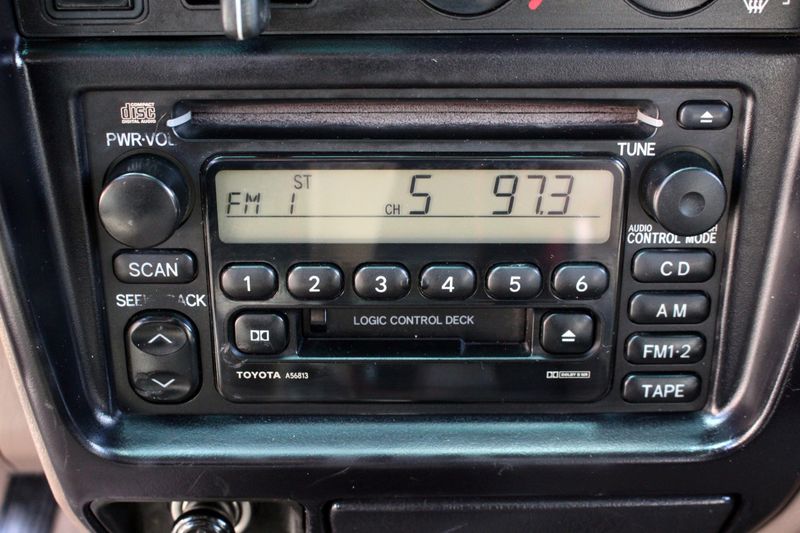 COMPACT
disc
DIGITAL AUDIO
PWR·VOL
TUNE
FM 1 ST CH 5 97.3
AUDIO
CONTROL MODE
SCAN
1 2 3 4 5 6
CD
SEEK TRACK
LOGIC CONTROL DECK
AM
FM1·2
TOYOTA A56813
DOLBY B NR
TAPE